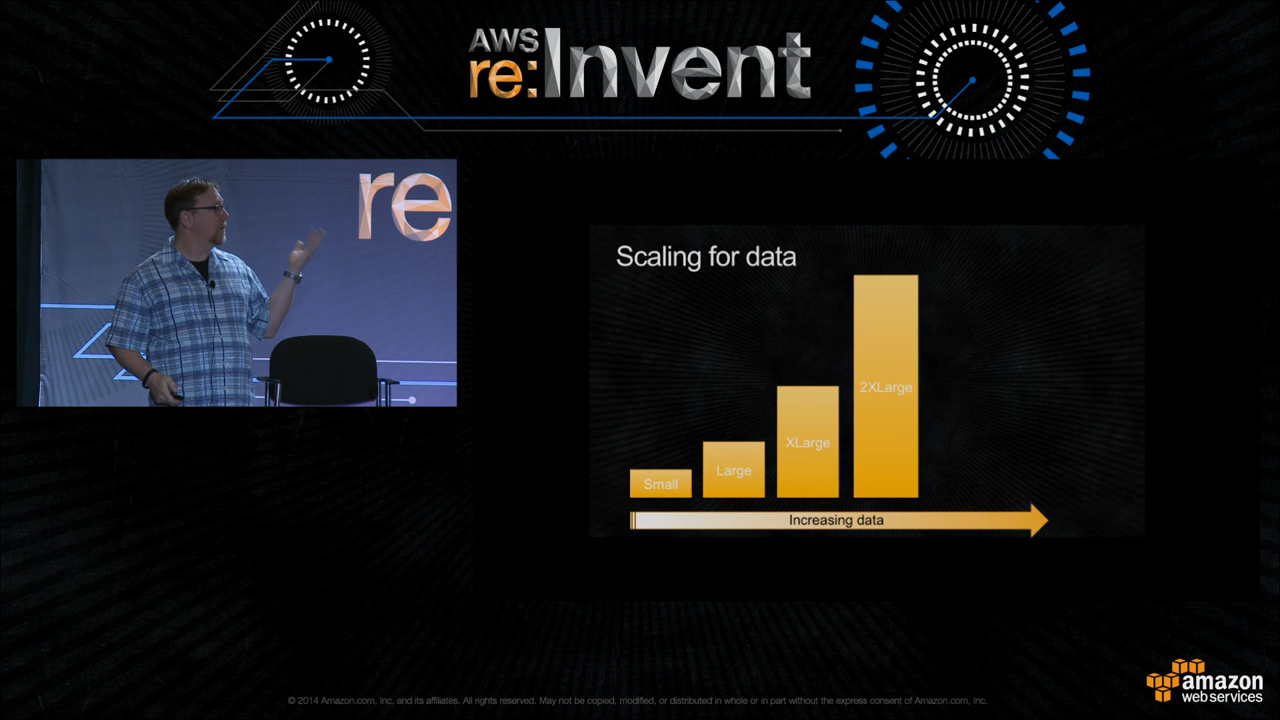 AWS
re:Invent
re
Scaling for data
Small
Large
XLarge
2XLarge
Increasing data
amazon
web services
© 2014 Amazon.com, Inc, and its affiliates. All rights reserved. May not be copied, modified, or distributed in whole or in part without the express consent of Amazon.com, Inc.